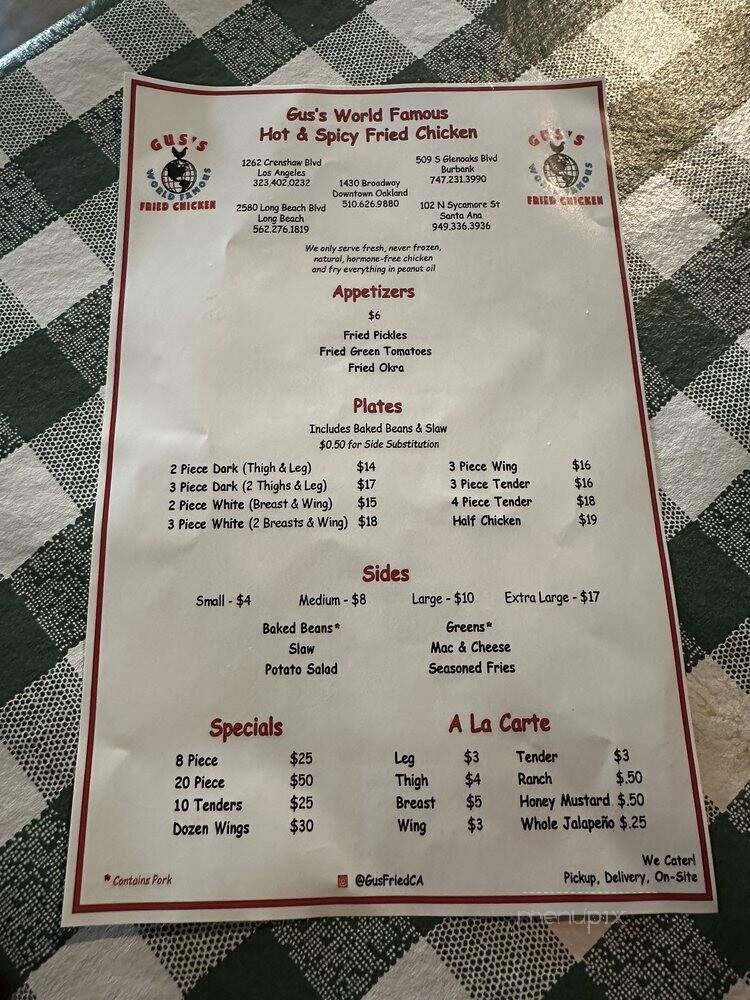 Gus's World Famous
Hot & Spicy Fried Chicken
GUS'S
WORLD FAMOUS
FRIED CHICKEN
GUS'S
WORLD FAMOUS
FRIED CHICKEN
1262 Crenshaw Blvd
Los Angeles
323.402.0232
2580 Long Beach Blvd
Long Beach
562.276.1819
1430 Broadway
Downtown Oakland
510.626.9880
509 S Glenoaks Blvd
Burbank
747.231.3990
102 N Sycamore St
Santa Ana
949.336.3936
We only serve fresh, never frozen,
natural, hormone-free chicken
and fry everything in peanut oil
Appetizers
$6
Fried Pickles
Fried Green Tomatoes
Fried Okra
Plates
Includes Baked Beans & Slaw
$0.50 for Side Substitution
2 Piece Dark (Thigh & Leg) $14
3 Piece Dark (2 Thighs & Leg) $17
2 Piece White (Breast & Wing) $15
3 Piece White (2 Breasts & Wing) $18
3 Piece Wing $16
3 Piece Tender $16
4 Piece Tender $18
Half Chicken $19
Sides
Small - $4 Medium - $8 Large - $10 Extra Large - $17
Baked Beans*
Slaw
Potato Salad
Greens*
Mac & Cheese
Seasoned Fries
Specials
8 Piece $25
20 Piece $50
10 Tenders $25
Dozen Wings $30
A La Carte
Leg $3
Thigh $4
Breast $5
Wing $3
Tender $3
Ranch $.50
Honey Mustard $.50
Whole Jalapeño $.25
* Contains Pork
@GusFriedCA
We Cater!
Pickup, Delivery, On-Site
menupix